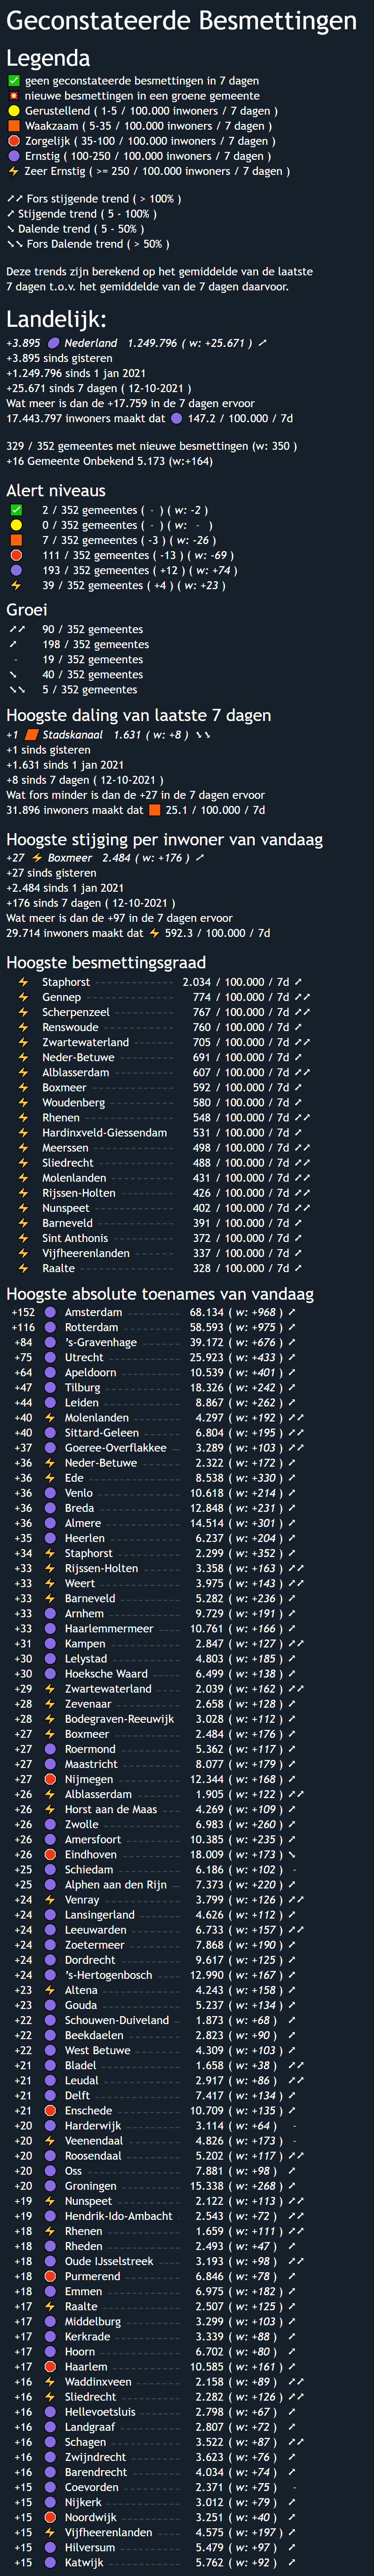 Geconstateerde Besmettingen
Legenda
✅ geen geconstateerde besmettingen in 7 dagen
💥 nieuwe besmettingen in een groene gemeente
🟡 Gerustellend ( 1-5 / 100.000 inwoners / 7 dagen )
🟧 Waakzaam ( 5-35 / 100.000 inwoners / 7 dagen )
🔴 Zorgelijk ( 35-100 / 100.000 inwoners / 7 dagen )
🟣 Ernstig ( 100-250 / 100.000 inwoners / 7 dagen )
⚡ Zeer Ernstig ( >= 250 / 100.000 inwoners / 7 dagen )
➚➚ Fors stijgende trend ( > 100% )
➚ Stijgende trend ( 5 - 100% )
➘ Dalende trend ( 5 - 50% )
➘➘ Fors Dalende trend ( > 50% )
Deze trends zijn berekend op het gemiddelde van de laatste
7 dagen t.o.v. het gemiddelde van de 7 dagen daarvoor.
Landelijk:
+3.895 🟣 Nederland 1.249.796 ( w: +25.671 ) ➚
+3.895 sinds gisteren
+1.249.796 sinds 1 jan 2021
+25.671 sinds 7 dagen ( 12-10-2021 )
Wat meer is dan de +17.759 in de 7 dagen ervoor
17.443.797 inwoners maakt dat 🟣 147.2 / 100.000 / 7d
329 / 352 gemeentes met nieuwe besmettingen (w: 350 )
+16 Gemeente Onbekend 5.173 (w:+164)
Alert niveaus
✅ 2 / 352 gemeentes ( - ) ( w: -2 )
🟡 0 / 352 gemeentes ( - ) ( w: - )
🟧 7 / 352 gemeentes ( -3 ) ( w: -26 )
🔴 111 / 352 gemeentes ( -13 ) ( w: -69 )
🟣 193 / 352 gemeentes ( +12 ) ( w: +74 )
⚡ 39 / 352 gemeentes ( +4 ) ( w: +23 )
Groei
➚➚ 90 / 352 gemeentes
➚ 198 / 352 gemeentes
- 19 / 352 gemeentes
➘ 40 / 352 gemeentes
➘➘ 5 / 352 gemeentes
Hoogste daling van laatste 7 dagen
+1 🟧 Stadskanaal 1.631 ( w: +8 ) ➘➘
+1 sinds gisteren
+1.631 sinds 1 jan 2021
+8 sinds 7 dagen ( 12-10-2021 )
Wat fors minder is dan de +27 in de 7 dagen ervoor
31.896 inwoners maakt dat 🟧 25.1 / 100.000 / 7d
Hoogste stijging per inwoner van vandaag
+27 ⚡ Boxmeer 2.484 ( w: +176 ) ➚
+27 sinds gisteren
+2.484 sinds 1 jan 2021
+176 sinds 7 dagen ( 12-10-2021 )
Wat meer is dan de +97 in de 7 dagen ervoor
29.714 inwoners maakt dat ⚡ 592.3 / 100.000 / 7d
Hoogste besmettingsgraad
⚡ Staphorst 2.034 / 100.000 / 7d ➚
⚡ Gennep 774 / 100.000 / 7d ➚➚
⚡ Scherpenzeel 767 / 100.000 / 7d ➚➚
⚡ Renswoude 760 / 100.000 / 7d ➚
⚡ Zwartewaterland 705 / 100.000 / 7d ➚➚
⚡ Neder-Betuwe 691 / 100.000 / 7d ➚
⚡ Alblasserdam 607 / 100.000 / 7d ➚➚
⚡ Boxmeer 592 / 100.000 / 7d ➚
⚡ Woudenberg 580 / 100.000 / 7d ➚
⚡ Rhenen 548 / 100.000 / 7d ➚➚
⚡ Hardinxveld-Giessendam 531 / 100.000 / 7d ➚
⚡ Meerssen 498 / 100.000 / 7d ➚➚
⚡ Sliedrecht 488 / 100.000 / 7d ➚➚
⚡ Molenlanden 431 / 100.000 / 7d ➚➚
⚡ Rijssen-Holten 426 / 100.000 / 7d ➚➚
⚡ Nunspeet 402 / 100.000 / 7d ➚➚
⚡ Barneveld 391 / 100.000 / 7d ➚
⚡ Sint Anthonis 372 / 100.000 / 7d ➚
⚡ Vijfheerenlanden 337 / 100.000 / 7d ➚
⚡ Raalte 328 / 100.000 / 7d ➚
Hoogste absolute toenames van vandaag
+152 🟣 Amsterdam 68.134 ( w: +968 ) ➚
+116 🟣 Rotterdam 58.593 ( w: +975 ) ➚
+84 🟣 's-Gravenhage 39.172 ( w: +676 ) ➚
+75 🟣 Utrecht 25.923 ( w: +433 ) ➚
+64 🟣 Apeldoorn 10.539 ( w: +401 ) ➚
+47 🟣 Tilburg 18.326 ( w: +242 ) ➚
+44 🟣 Leiden 8.867 ( w: +262 ) ➚
+40 ⚡ Molenlanden 4.297 ( w: +192 ) ➚➚
+40 🟣 Sittard-Geleen 6.804 ( w: +195 ) ➚➚
+37 🟣 Goeree-Overflakkee 3.289 ( w: +103 ) ➚➚
+36 ⚡ Neder-Betuwe 2.322 ( w: +172 ) ➚
+36 ⚡ Ede 8.538 ( w: +330 ) ➚
+36 🟣 Venlo 10.618 ( w: +214 ) ➚
+36 🟣 Breda 12.848 ( w: +231 ) ➚
+36 🟣 Almere 14.514 ( w: +301 ) ➚
+35 🟣 Heerlen 6.237 ( w: +204 ) ➚
+34 ⚡ Staphorst 2.299 ( w: +352 ) ➚
+33 ⚡ Rijssen-Holten 3.358 ( w: +163 ) ➚➚
+33 ⚡ Weert 3.975 ( w: +143 ) ➚➚
+33 ⚡ Barneveld 5.282 ( w: +236 ) ➚
+33 🟣 Arnhem 9.729 ( w: +191 ) ➚
+33 🟣 Haarlemmermeer 10.761 ( w: +166 ) ➚
+31 ⚡ Kampen 2.847 ( w: +127 ) ➚➚
+30 🟣 Lelystad 4.803 ( w: +185 ) ➚
+30 🟣 Hoeksche Waard 6.499 ( w: +138 ) ➚
+29 ⚡ Zwartewaterland 2.039 ( w: +162 ) ➚➚
+28 ⚡ Zevenaar 2.658 ( w: +128 ) ➚
+28 ⚡ Bodegraven-Reeuwijk 3.028 ( w: +112 ) ➚
+27 ⚡ Boxmeer 2.484 ( w: +176 ) ➚
+27 🟣 Roermond 5.362 ( w: +117 ) ➚
+27 🟣 Maastricht 8.077 ( w: +179 ) ➚
+27 🔴 Nijmegen 12.344 ( w: +168 ) ➚
+26 ⚡ Alblasserdam 1.905 ( w: +122 ) ➚➚
+26 ⚡ Horst aan de Maas 4.269 ( w: +109 ) ➚
+26 🟣 Zwolle 6.983 ( w: +260 ) ➚
+26 🟣 Amersfoort 10.385 ( w: +235 ) ➚
+26 🔴 Eindhoven 18.009 ( w: +173 ) ➘
+25 🟣 Schiedam 6.186 ( w: +102 ) -
+25 🟣 Alphen aan den Rijn 7.373 ( w: +220 ) ➚
+24 ⚡ Venray 3.799 ( w: +126 ) ➚➚
+24 🟣 Lansingerland 4.626 ( w: +112 ) ➚
+24 🟣 Leeuwarden 6.733 ( w: +157 ) ➚➚
+24 🟣 Zoetermeer 7.868 ( w: +190 ) ➚
+24 🟣 Dordrecht 9.617 ( w: +125 ) ➚
+24 🟣 's-Hertogenbosch 12.990 ( w: +167 ) ➚
+23 ⚡ Altena 4.243 ( w: +158 ) ➚
+23 🟣 Gouda 5.237 ( w: +134 ) ➚
+22 🟣 Schouwen-Duiveland 1.873 ( w: +68 ) ➚
+22 🟣 Beekdaelen 2.823 ( w: +90 ) ➚
+22 🟣 West Betuwe 4.309 ( w: +103 ) ➚
+21 🟣 Bladel 1.658 ( w: +38 ) ➚➚
+21 🟣 Leudal 2.917 ( w: +86 ) ➚➚
+21 🟣 Delft 7.417 ( w: +134 ) ➚
+21 🔴 Enschede 10.709 ( w: +135 ) ➚
+20 🟣 Harderwijk 3.114 ( w: +64 ) -
+20 ⚡ Veenendaal 4.826 ( w: +173 ) -
+20 🟣 Roosendaal 5.202 ( w: +117 ) ➚➚
+20 🟣 Oss 7.881 ( w: +98 ) ➚
+20 🟣 Groningen 15.338 ( w: +268 ) ➚
+19 ⚡ Nunspeet 2.122 ( w: +113 ) ➚➚
+19 🟣 Hendrik-Ido-Ambacht 2.543 ( w: +72 ) ➚➚
+18 ⚡ Rhenen 1.659 ( w: +111 ) ➚➚
+18 🟣 Rheden 2.493 ( w: +47 ) ➚
+18 🟣 Oude IJsselstreek 3.193 ( w: +98 ) ➚➚
+18 🔴 Purmerend 6.846 ( w: +78 ) ➚
+18 🟣 Emmen 6.975 ( w: +182 ) ➚
+17 ⚡ Raalte 2.507 ( w: +125 ) ➚
+17 🟣 Middelburg 3.299 ( w: +103 ) ➚
+17 🟣 Kerkrade 3.339 ( w: +88 ) ➚
+17 🟣 Hoorn 6.702 ( w: +80 ) ➚
+17 🔴 Haarlem 10.585 ( w: +161 ) ➚
+16 ⚡ Waddinxveen 2.158 ( w: +89 ) ➚➚
+16 ⚡ Sliedrecht 2.282 ( w: +126 ) ➚➚
+16 🟣 Hellevoetsluis 2.798 ( w: +67 ) ➚
+16 🟣 Landgraaf 2.807 ( w: +72 ) ➚
+16 🟣 Schagen 3.522 ( w: +87 ) ➚➚
+16 🟣 Zwijndrecht 3.623 ( w: +76 ) ➚
+16 🟣 Barendrecht 4.034 ( w: +74 ) ➚
+15 🟣 Coevorden 2.371 ( w: +75 ) -
+15 🟣 Nijkerk 3.012 ( w: +79 ) ➚
+15 🔴 Noordwijk 3.251 ( w: +40 ) ➚
+15 ⚡ Vijfheerenlanden 4.575 ( w: +197 ) ➚
+15 🟣 Hilversum 5.479 ( w: +97 ) ➚
+15 🟣 Katwijk 5.762 ( w: +92 ) ➚